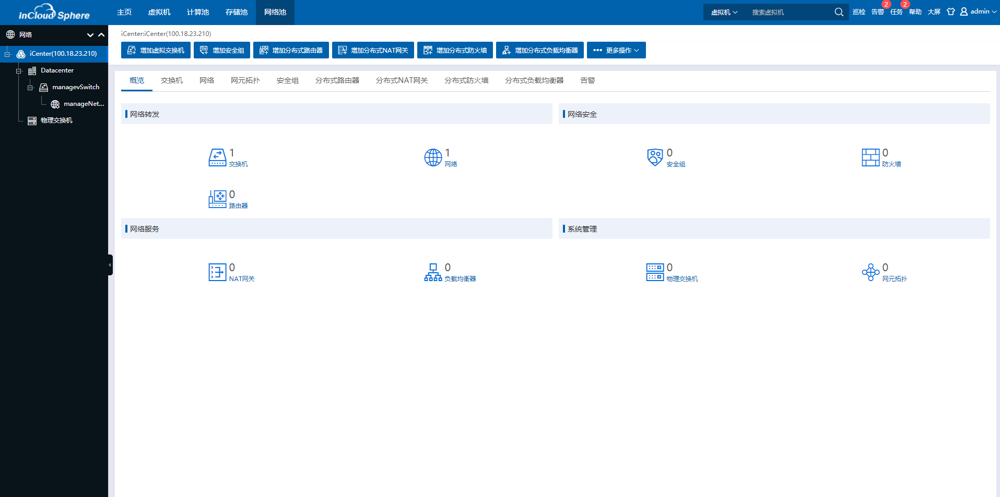 inCloud Sphere
主页 虚拟机 计算池 存储池 网络池
虚拟机 搜索虚拟机 巡检 告警 2 任务 2 帮助 大屏 admin
网络
iCenter(100.18.23.210)
Datacenter
managevSwitch
manageNet...
物理交换机
iCenter:iCenter(100.18.23.210)
增加虚拟交换机 增加安全组 增加分布式路由器 增加分布式NAT网关 增加分布式防火墙 增加分布式负载均衡器 ••• 更多操作
概览 交换机 网络 网元拓扑 安全组 分布式路由器 分布式NAT网关 分布式防火墙 分布式负载均衡器 告警
网络转发
1
交换机
1
网络
0
路由器
网络安全
0
安全组
0
防火墙
网络服务
0
NAT网关
0
负载均衡器
系统管理
0
物理交换机
0
网元拓扑